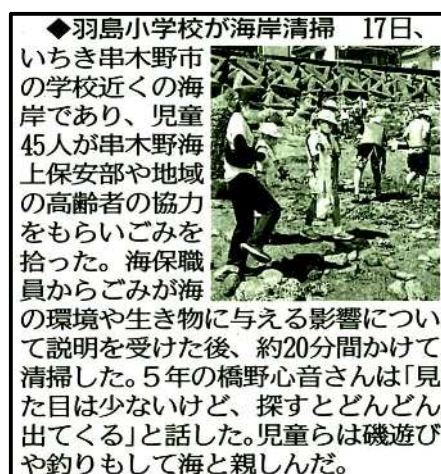 ◆羽島小学校が海岸清掃　17日、
いちき串木野市
の学校近くの海
岸であり、児童
45人が串木野海
上保安部や地域
の高齢者の協力
をもらいごみを
拾った。海保職
員からごみが海
の環境や生き物に与える影響につい
て説明を受けた後、約20分間かけて
清掃した。５年の橋野心音さんは「見
た目は少ないけど、探すとどんどん
出てくる」と話した。児童らは磯遊び
や釣りもして海と親しんだ。